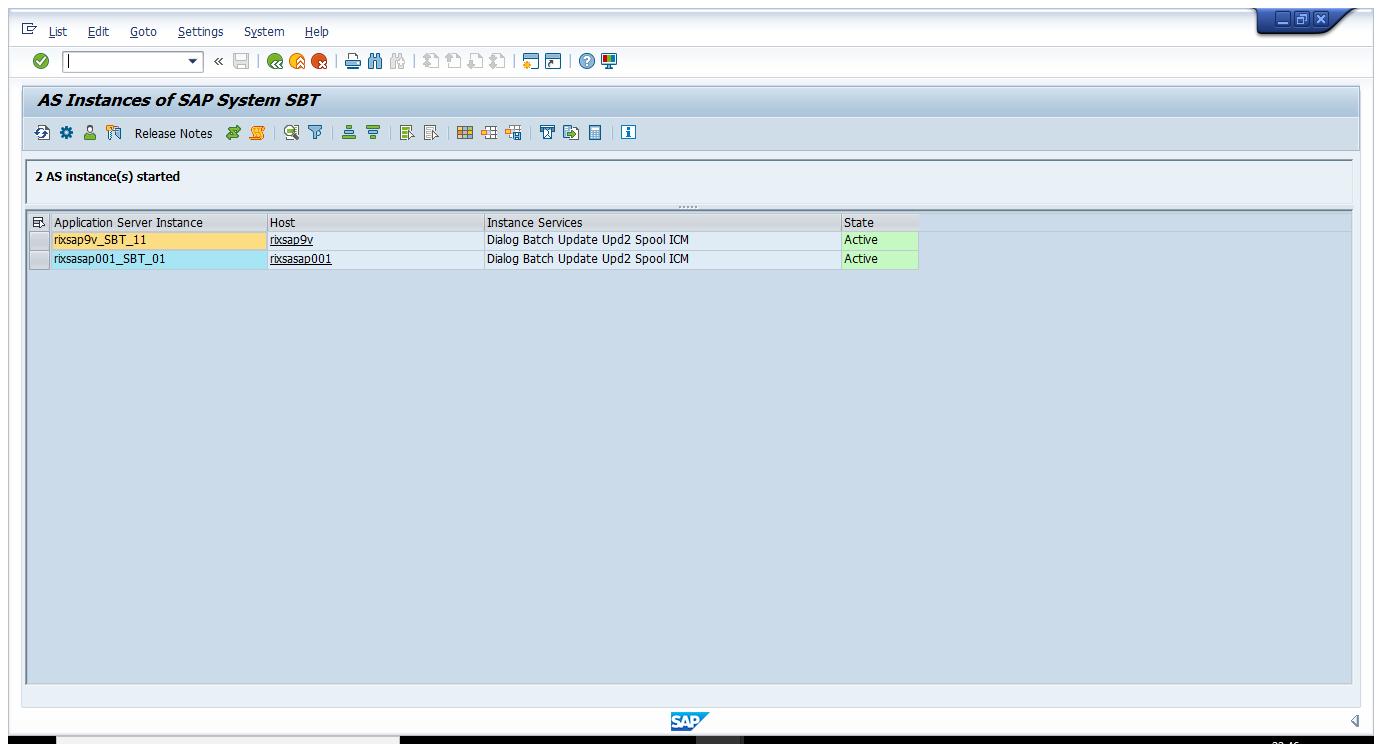 List Edit Goto Settings System Help
AS Instances of SAP System SBT
Release Notes
2 AS instance(s) started
Application Server Instance Host Instance Services State
rixsap9v_SBT_11 rixsap9v Dialog Batch Update Upd2 Spool ICM Active
rixsasap001_SBT_01 rixsasap001 Dialog Batch Update Upd2 Spool ICM Active
SAP